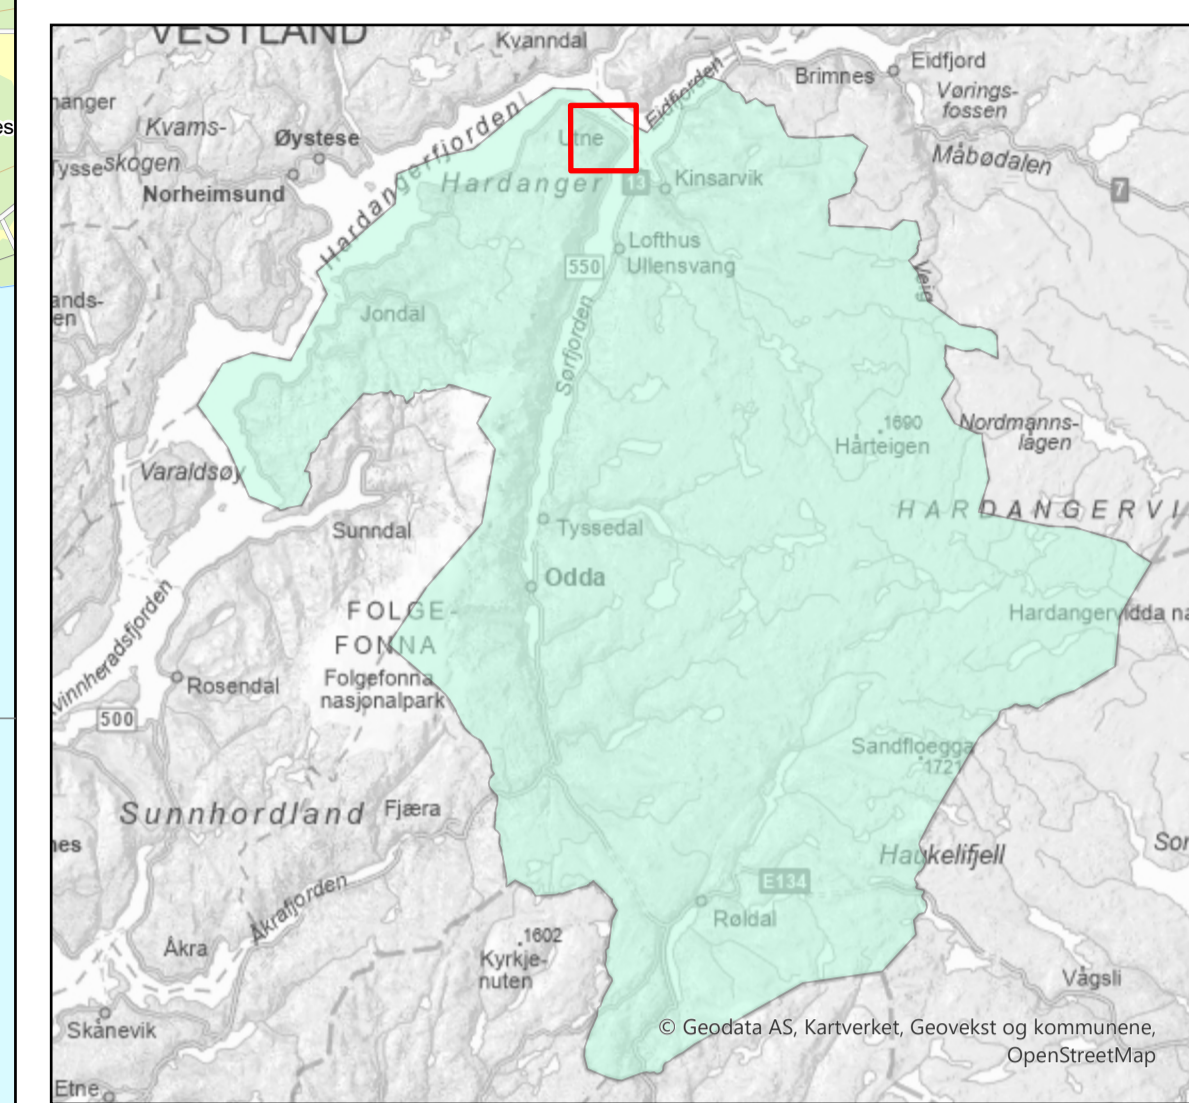 VESTLAND
Kvanndal
Eidfjord
Brimnes
Eidfjorden
Vørings-
fossen
Kvams-
skogen
Øystese
Tysse
Norheimsund
Hardangerfjorden
Utne
Hardanger
13
Kinsarvik
Måbødalen
7
Lofthus
Ullensvang
550
Veig
Jondal
Sørfjorden
1690
Hårteigen
Nordmanns-
lågen
Varaldsøy
Sunndal
Tyssedal
HARDANGERVI
Odda
FOLGE-
FONNA
Folgefonna
nasjonalpark
Hardangervidda na
Rosendal
500
Sandfloegga
1721
Sunnhordland
Fjæra
Haukelifjell
Åkrafjorden
E134
Røldal
Åkra
1602
Kyrkje-
nuten
Vågsli
Skånevik
© Geodata AS, Kartverket, Geovekst og kommunene,
OpenStreetMap
Etne